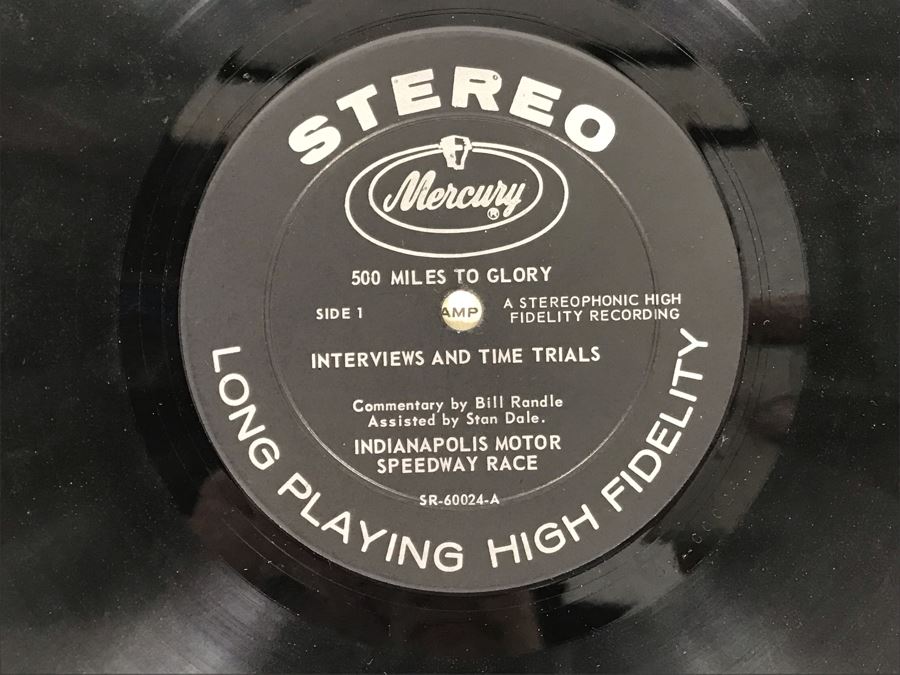 STEREO
Mercury
®
500 MILES TO GLORY
SIDE 1
AMP
A STEREOPHONIC HIGH
FIDELITY RECORDING
INTERVIEWS AND TIME TRIALS
Commentary by Bill Randle
Assisted by Stan Dale.
INDIANAPOLIS MOTOR
SPEEDWAY RACE
SR-60024-A
LONG PLAYING HIGH FIDELITY